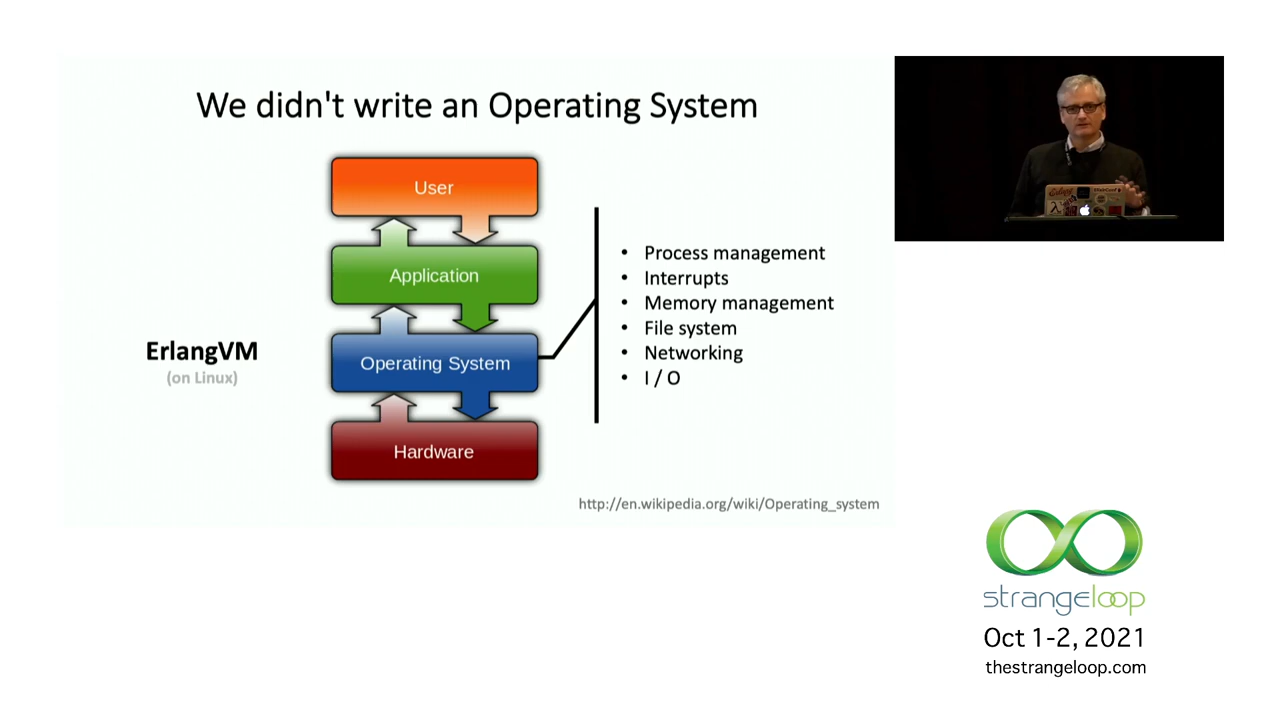 We didn't write an Operating System
User
Application
ErlangVM
(on Linux)
Operating System
Hardware
• Process management
• Interrupts
• Memory management
• File system
• Networking
• I / O
http://en.wikipedia.org/wiki/Operating_system
strangeloop
Oct 1-2, 2021
thestrangeloop.com